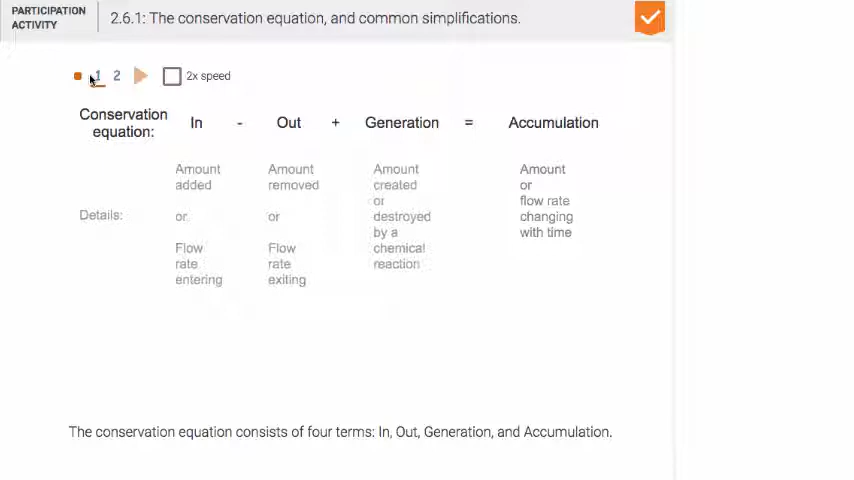 PARTICIPATION
ACTIVITY
2.6.1: The conservation equation, and common simplifications.
1 2 2x speed
Conservation
equation:
In - Out + Generation = Accumulation
Details:
Amount
added
or
Flow
rate
entering
Amount
removed
or
Flow
rate
exiting
Amount
created
or
destroyed
by a
chemical
reaction
Amount
or
flow rate
changing
with time
The conservation equation consists of four terms: In, Out, Generation, and Accumulation.